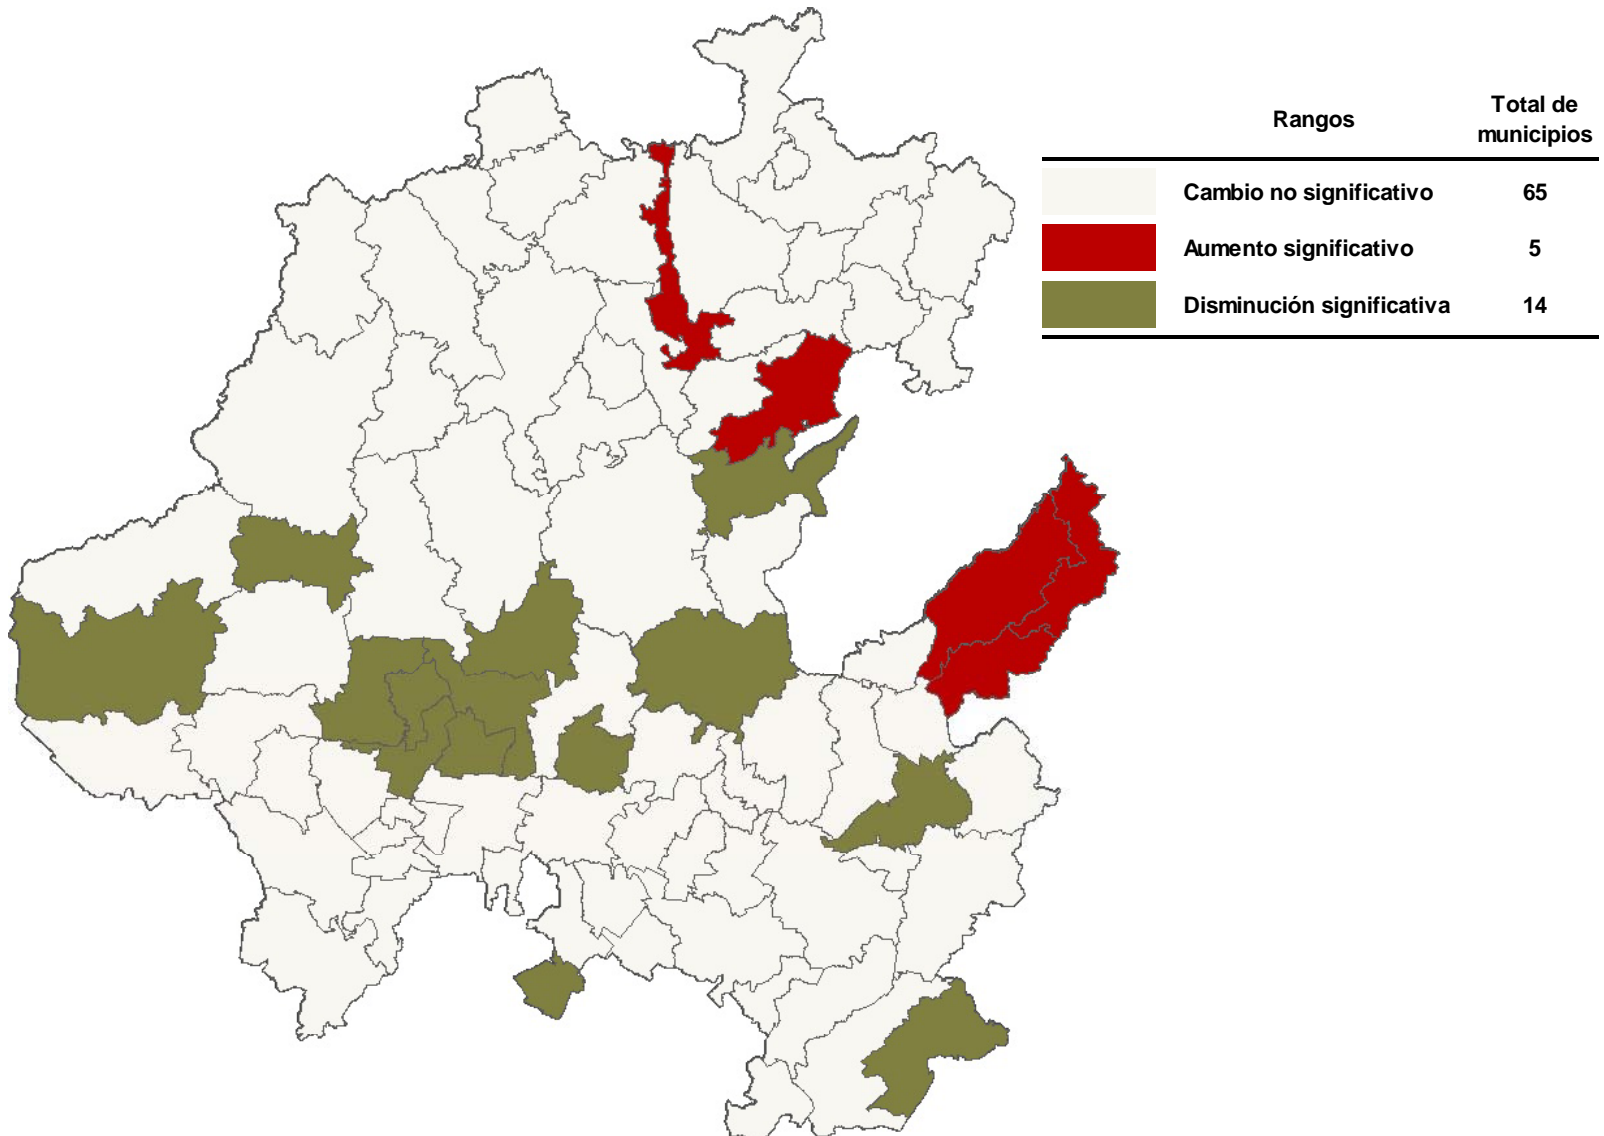 Rangos
Total de
municipios
Cambio no significativo 65
Aumento significativo 5
Disminución significativa 14